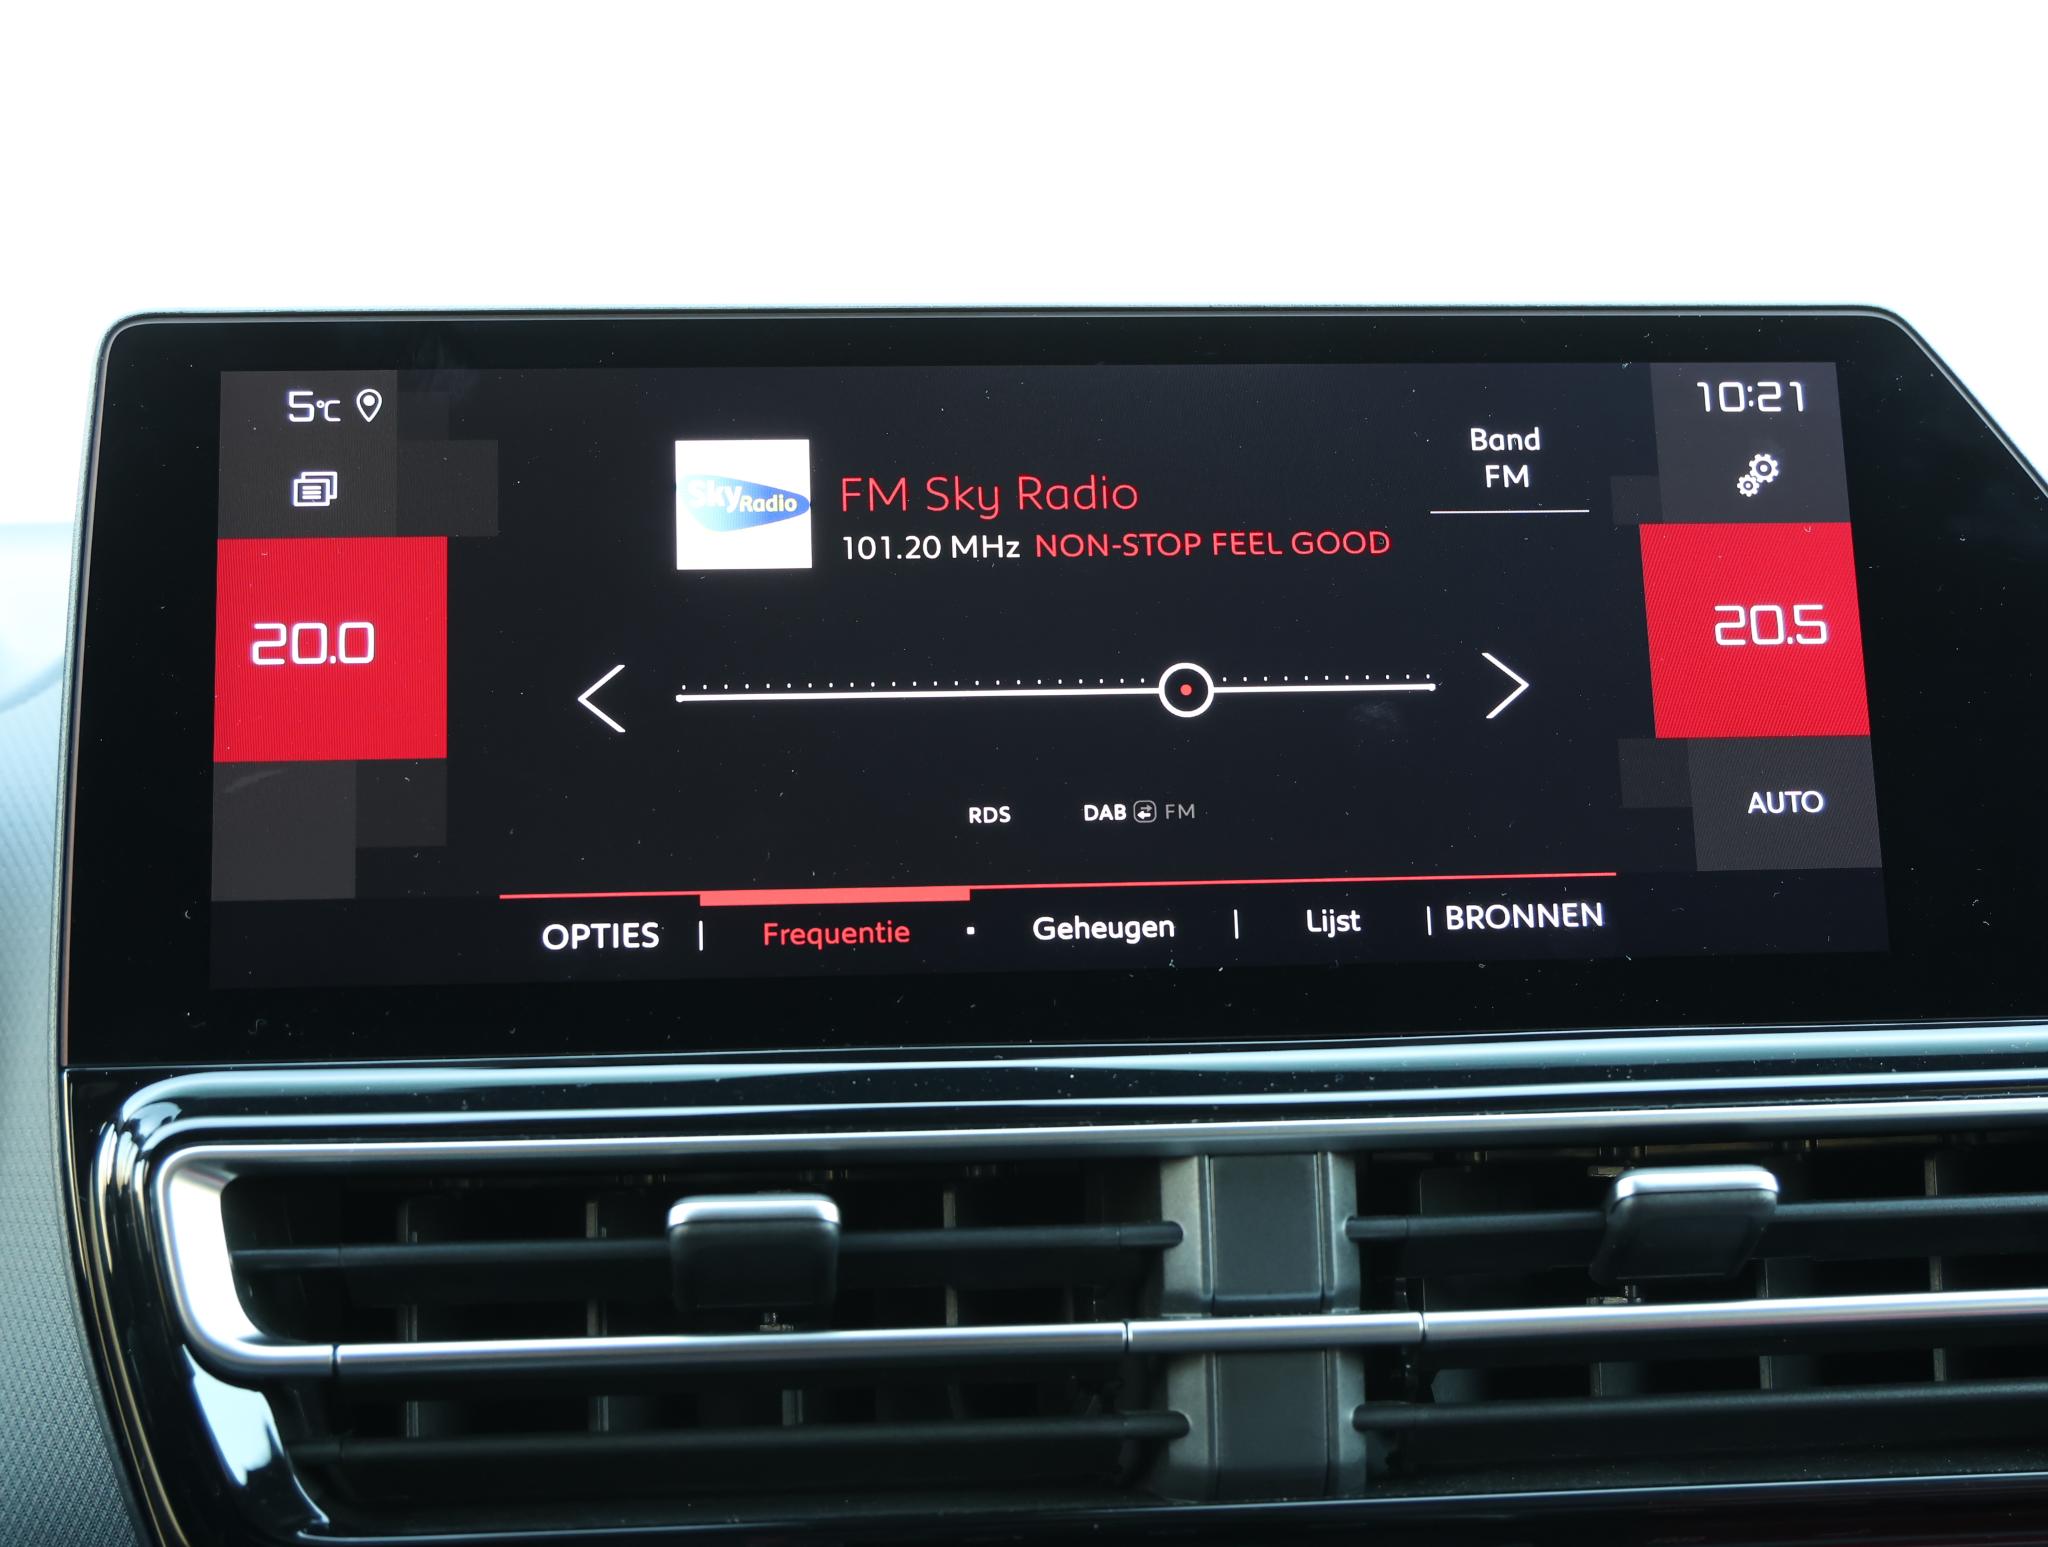 5°C
10:21
Band
FM
Sky Radio
FM Sky Radio
101.20 MHz NON-STOP FEEL GOOD
20.0
20.5
RDS DAB FM
AUTO
OPTIES | Frequentie · Geheugen | Lijst | BRONNEN